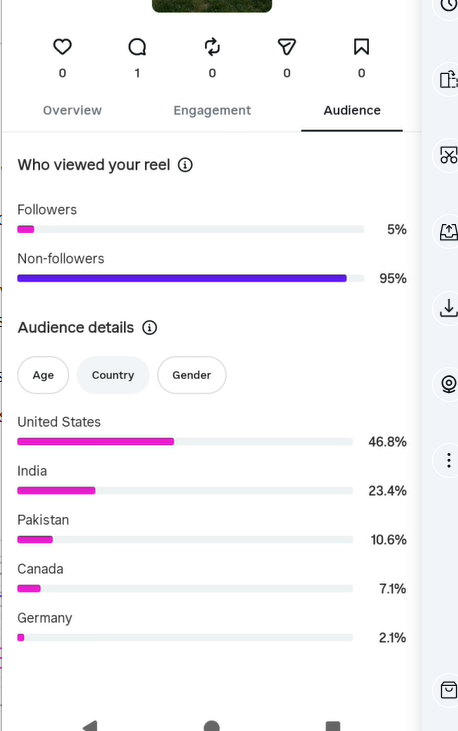 0 1 0 0 0
Overview Engagement Audience
Who viewed your reel
Followers
5%
Non-followers
95%
Audience details
Age Country Gender
United States
46.8%
India
23.4%
Pakistan
10.6%
Canada
7.1%
Germany
2.1%